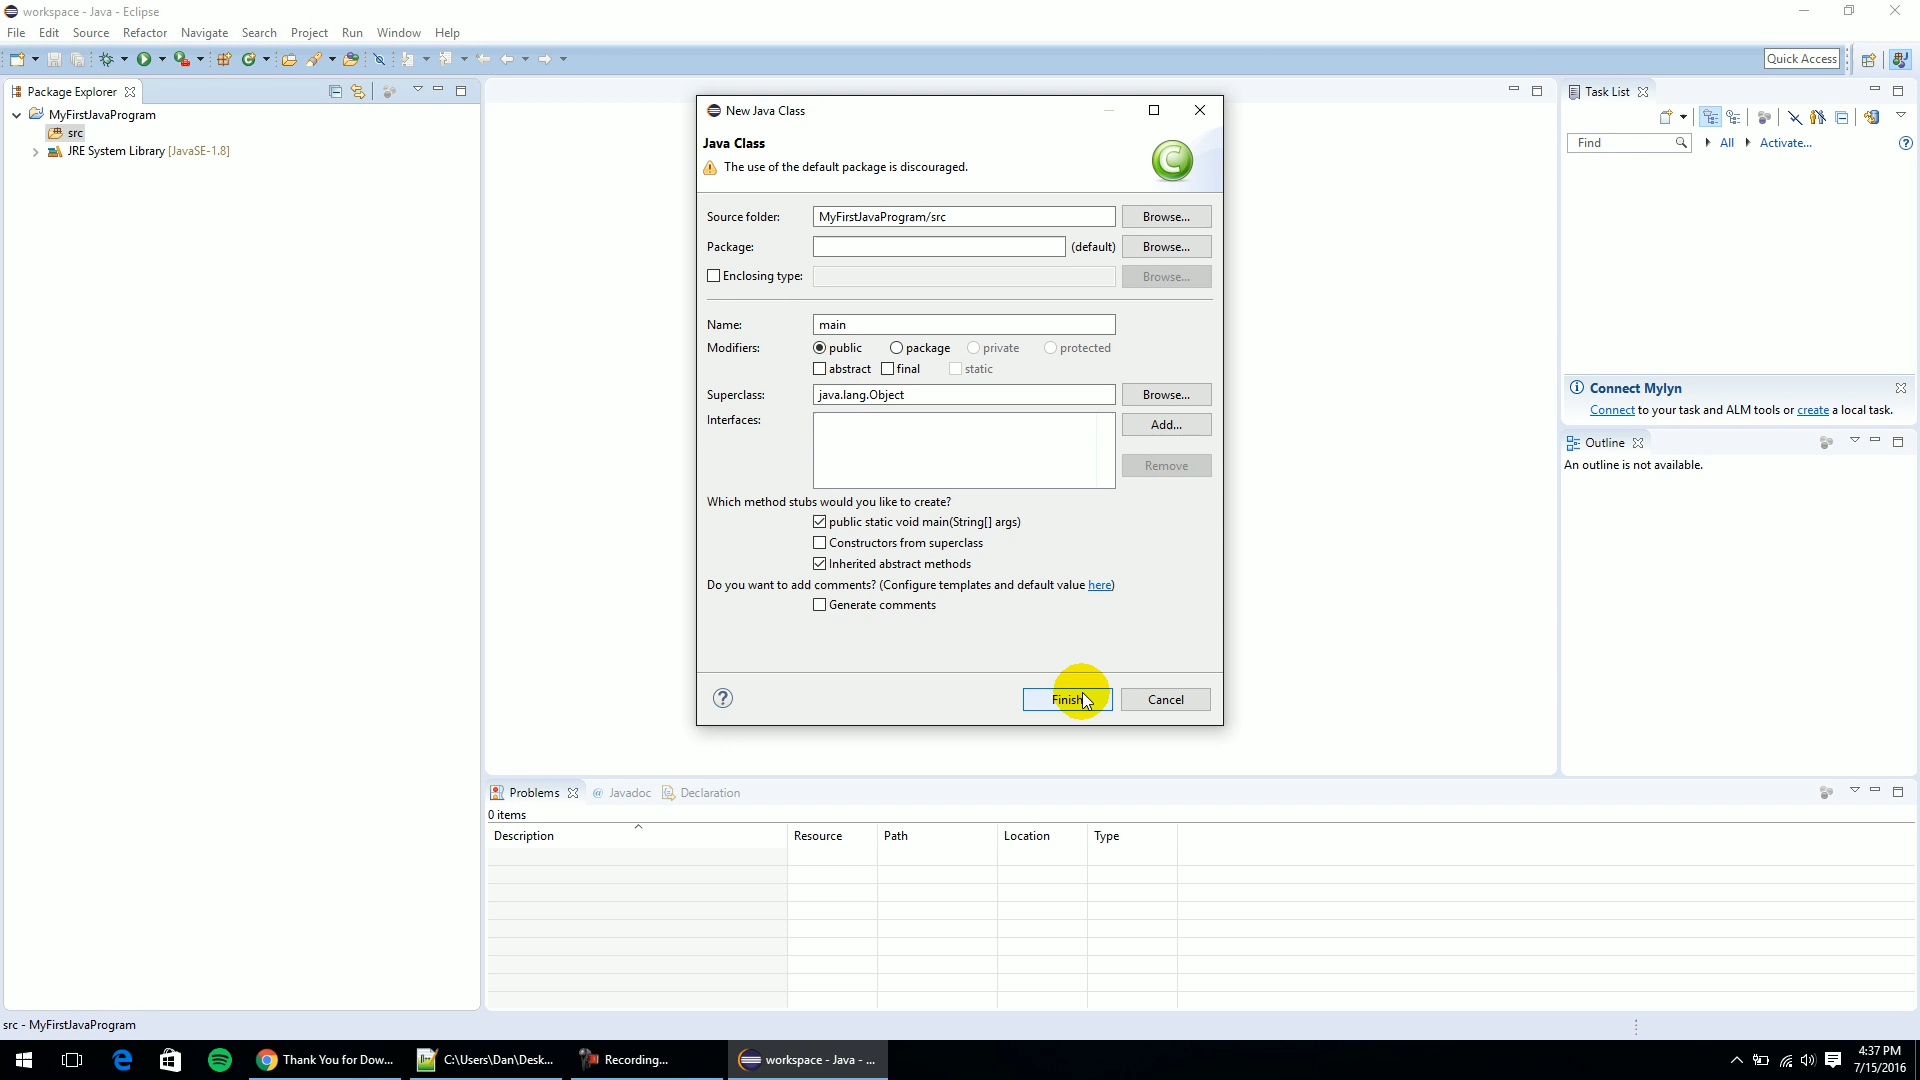 workspace - Java - Eclipse
File Edit Source Refactor Navigate Search Project Run Window Help
Quick Access
Package Explorer
MyFirstJavaProgram
src
JRE System Library [JavaSE-1.8]
New Java Class
Java Class
The use of the default package is discouraged.
Source folder: MyFirstJavaProgram/src Browse...
Package: (default) Browse...
Enclosing type: Browse...
Name: main
Modifiers: public package private protected
abstract final static
Superclass: java.lang.Object Browse...
Interfaces: Add...
Remove
Which method stubs would you like to create?
public static void main(String[] args)
Constructors from superclass
Inherited abstract methods
Do you want to add comments? (Configure templates and default value here)
Generate comments
Finish Cancel
Task List
Find All Activate...
Connect Mylyn
Connect to your task and ALM tools or create a local task.
Outline
An outline is not available.
Problems @ Javadoc Declaration
0 items
Description Resource Path Location Type
src - MyFirstJavaProgram
Thank You for Dow... C:\Users\Dan\Desk... Recording... workspace - Java - ...
4:37 PM
7/15/2016